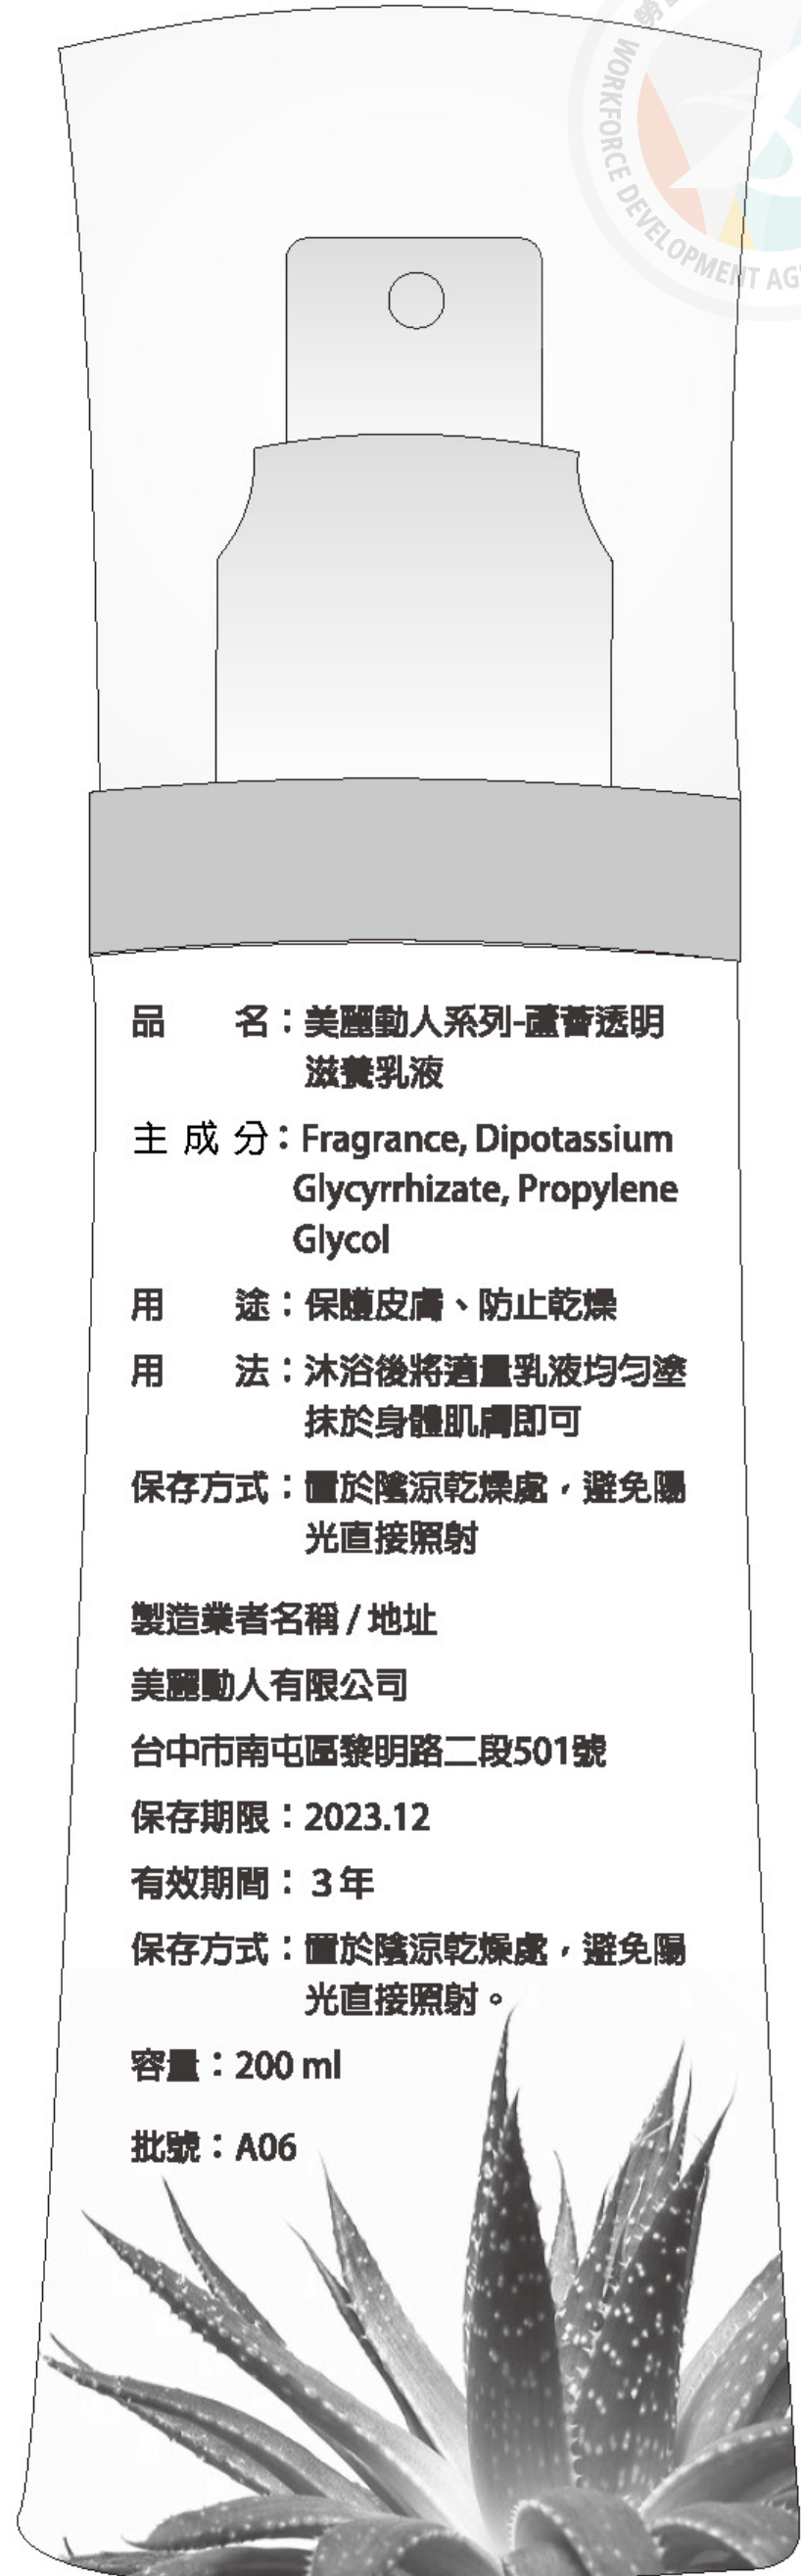 勞
WORKFORCE DEVELOPMENT AG
品 名：美麗動人系列-蘆薈透明
滋養乳液
主 成 分：Fragrance, Dipotassium
Glycyrrhizate, Propylene
Glycol
用 途：保護皮膚、防止乾燥
用 法：沐浴後將適量乳液均勻塗
抹於身體肌膚即可
保存方式：置於陰涼乾燥處，避免陽
光直接照射
製造業者名稱 / 地址
美麗動人有限公司
台中市南屯區黎明路二段501號
保存期限：2023.12
有效期間：3 年
保存方式：置於陰涼乾燥處，避免陽
光直接照射。
容量：200 ml
批號：A06